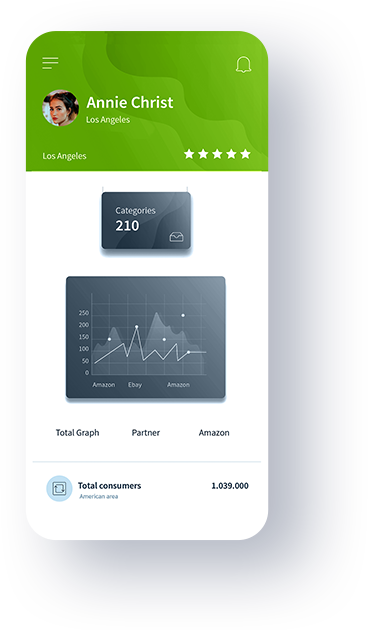 Annie Christ
Los Angeles
Los Angeles
Categories
210
250
200
150
100
50
0
Amazon Ebay Amazon
Total Graph Partner Amazon
Total consumers 1.039.000
American area